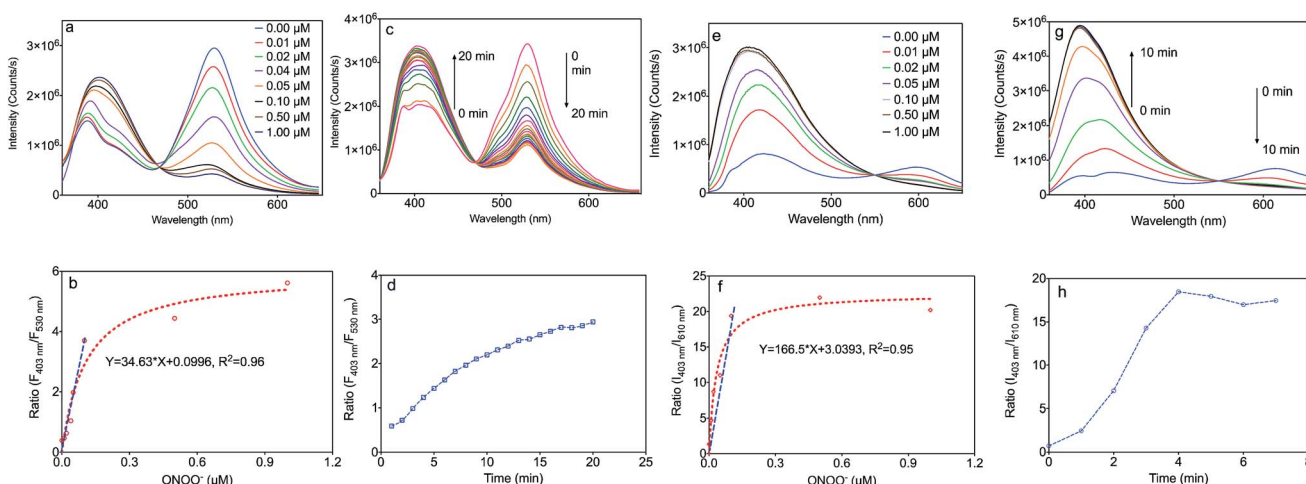 a
3×10⁶
2×10⁶
1×10⁶
0
400
500
600
Intensity (Counts/s)
Wavelength (nm)
0.00 μM
0.01 μM
0.02 μM
0.04 μM
0.05 μM
0.10 μM
0.50 μM
1.00 μM
c
4×10⁶
3×10⁶
2×10⁶
1×10⁶
0
400
500
600
Intensity (Counts/s)
Wavelength (nm)
20 min
0 min
0
min
20 min
e
3×10⁶
2×10⁶
1×10⁶
0
400
500
600
Intensity (Counts/s)
Wavelength (nm)
0.00 μM
0.01 μM
0.02 μM
0.05 μM
0.10 μM
0.50 μM
1.00 μM
g
5×10⁶
4×10⁶
3×10⁶
2×10⁶
1×10⁶
0
400
500
600
Intensity (Counts/s)
Wavelength (nm)
10 min
0 min
0 min
10 min
b
6
4
2
0
0.0
0.3
0.6
0.9
1.2
Ratio (F403 nm/F530 nm)
ONOO⁻ (μM)
Y=34.63*X+0.0996, R²=0.96
d
4
3
2
1
0
0
5
10
15
20
25
Ratio (F403 nm/F530 nm)
Time (min)
f
25
20
15
10
5
0
0.0
0.3
0.6
0.9
1.2
Ratio (I403 nm/I610 nm)
ONOO⁻ (μM)
Y=166.5*X+3.0393, R²=0.95
h
20
15
10
5
0
0
2
4
6
8
Ratio (I403 nm/I610 nm)
Time (min)